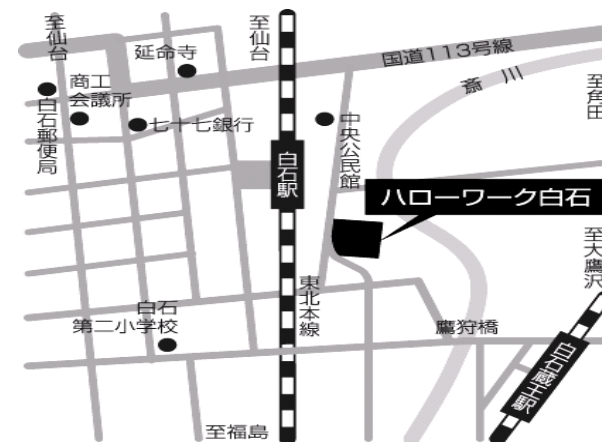 至仙台
至仙台
延命寺
国道113号線
斎川
至角田
商工
会議所
白石郵便局
七十七銀行
中央公民館
白石駅
ハローワーク白石
至大鷹沢
東北本線
白石
第二小学校
鷹狩橋
白石蔵王駅
至福島